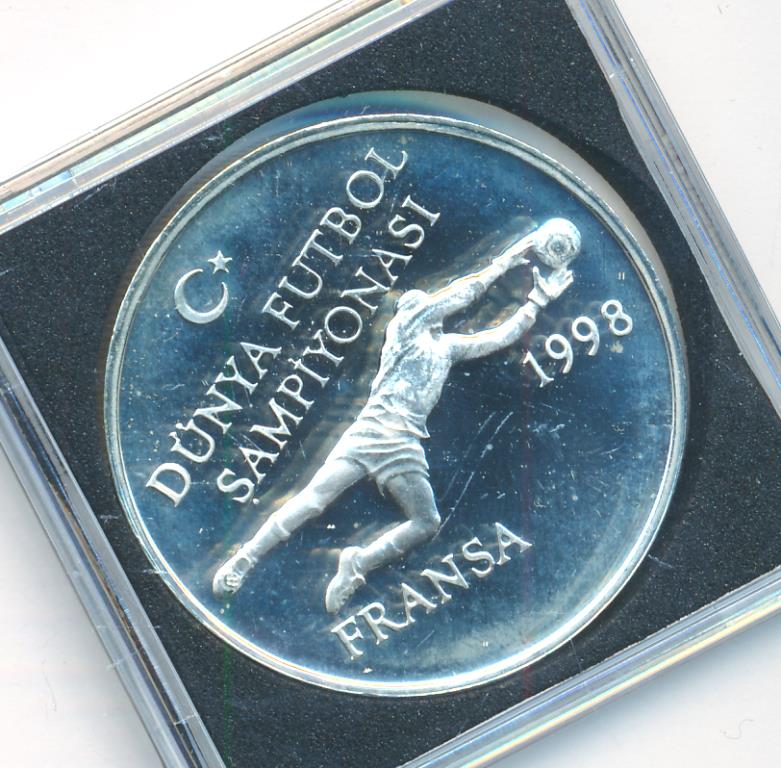 DÜNYA FUTBOL
ŞAMPİYONASI
1998
FRANSA